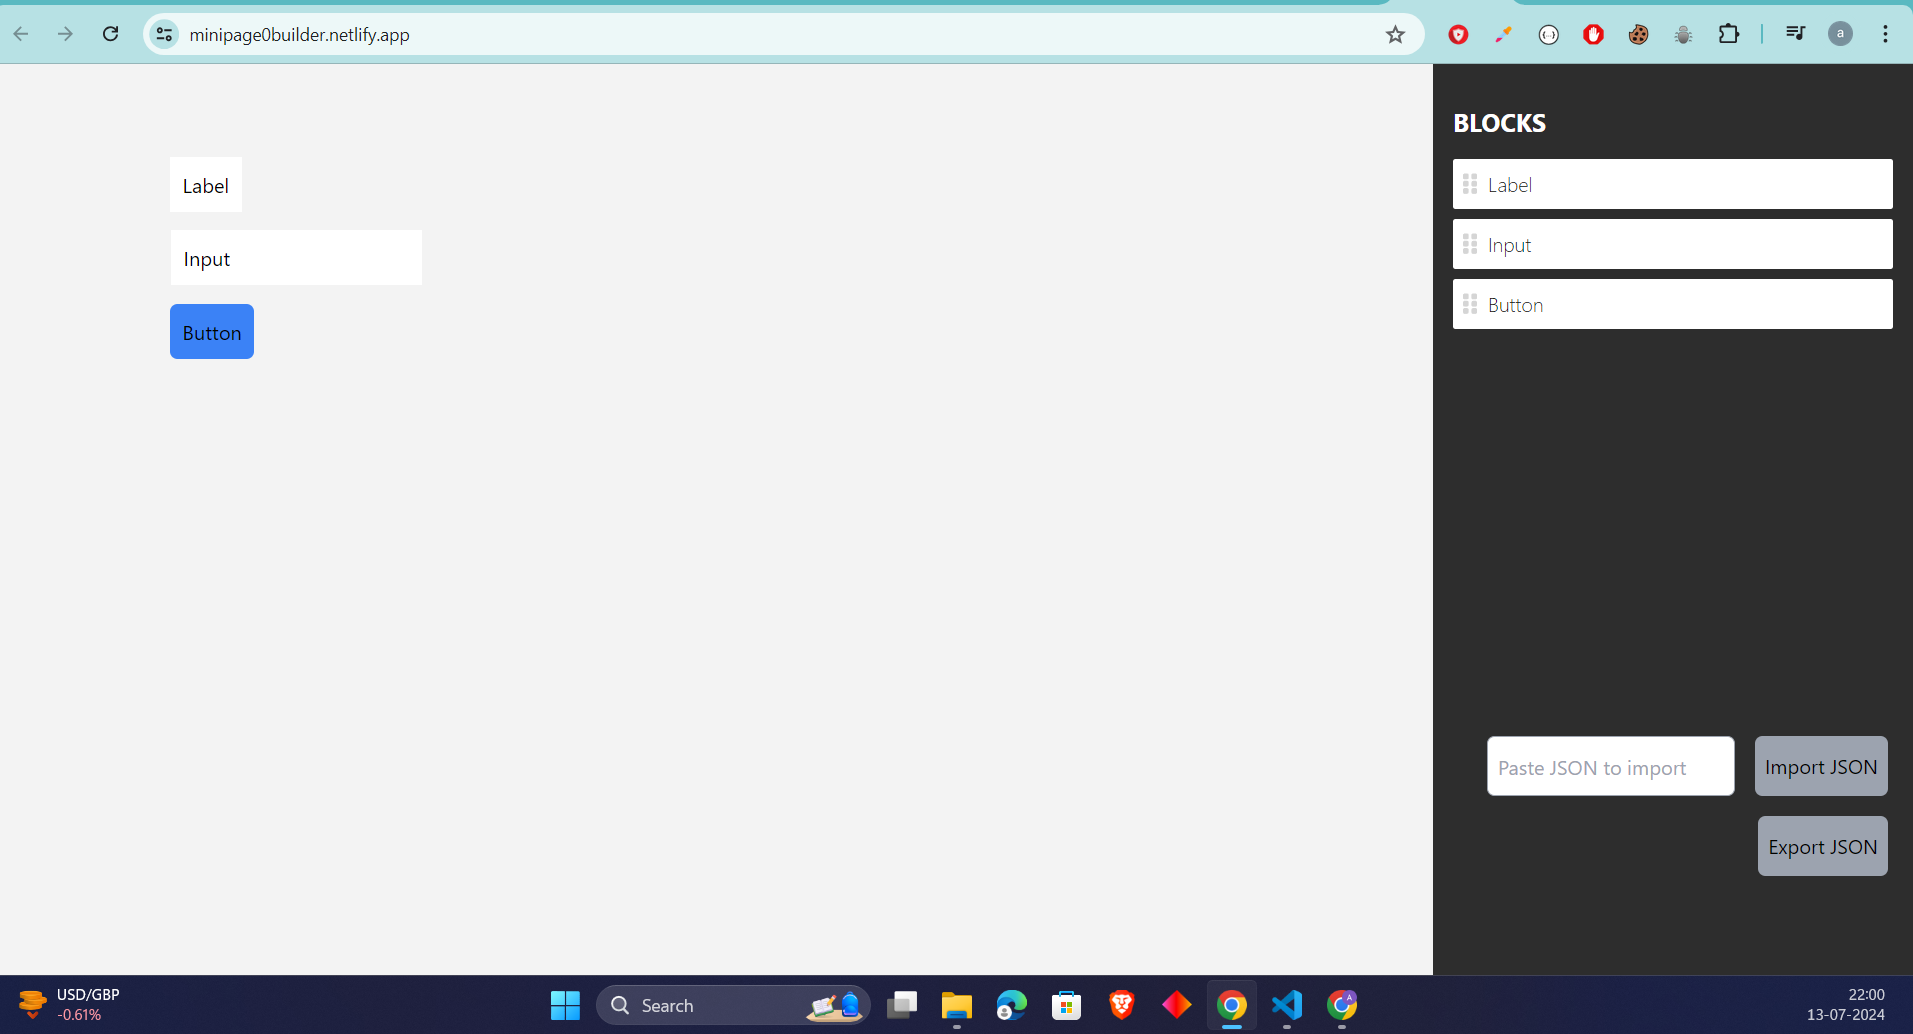 minipage0builder.netlify.app
a
BLOCKS
Label
Input
Button
Label
Input
Button
Paste JSON to import
Import JSON
Export JSON
USD/GBP
-0.61%
Search
A
22:00
13-07-2024